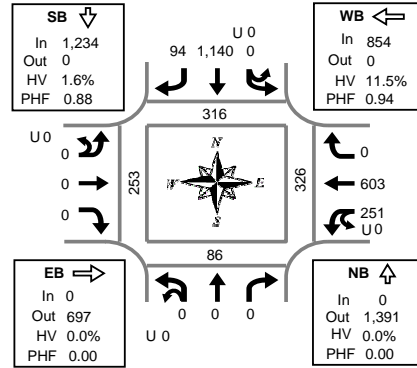 SB
In 1,234
Out 0
HV 1.6%
PHF 0.88
U 0
94 1,140 0
WB
In 854
Out 0
HV 11.5%
PHF 0.94
316
U 0
0
0
0
253
N
W E
S
326
0
603
251
U 0
86
EB
In 0
Out 697
HV 0.0%
PHF 0.00
0 0 0
U 0
NB
In 0
Out 1,391
HV 0.0%
PHF 0.00